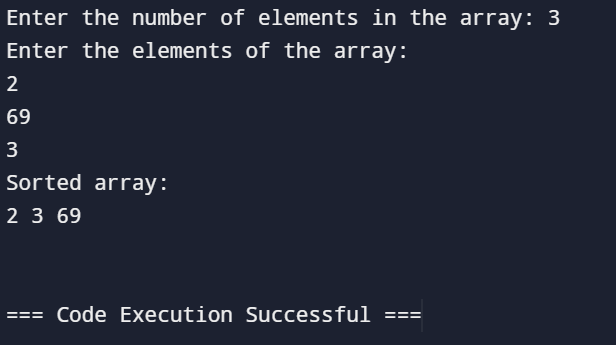 Enter the number of elements in the array: 3
Enter the elements of the array:
2
69
3
Sorted array:
2 3 69
=== Code Execution Successful ===